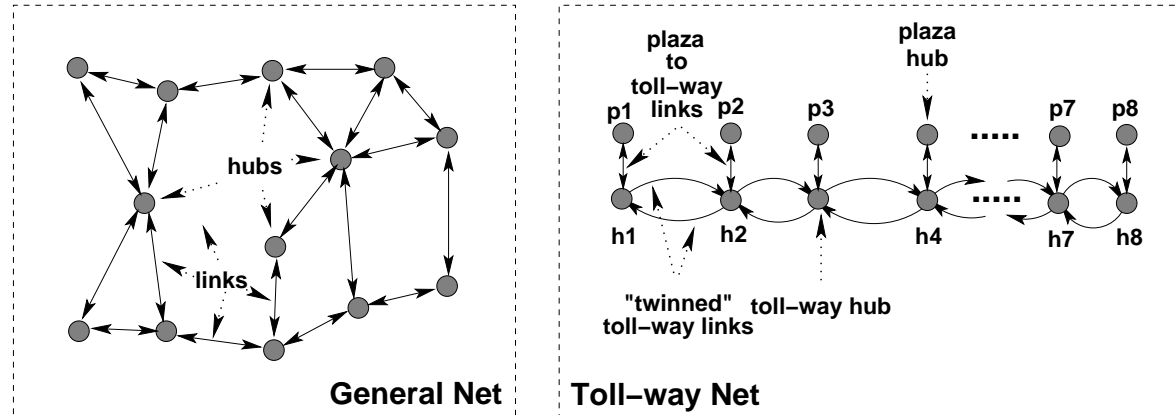 hubs
links
General Net
plaza
to
toll−way
links
plaza
hub
p1 p2 p3 p7 p8
.....
.....
h1 h2 h4 h7 h8
"twinned"
toll−way links
toll−way hub
Toll−way Net